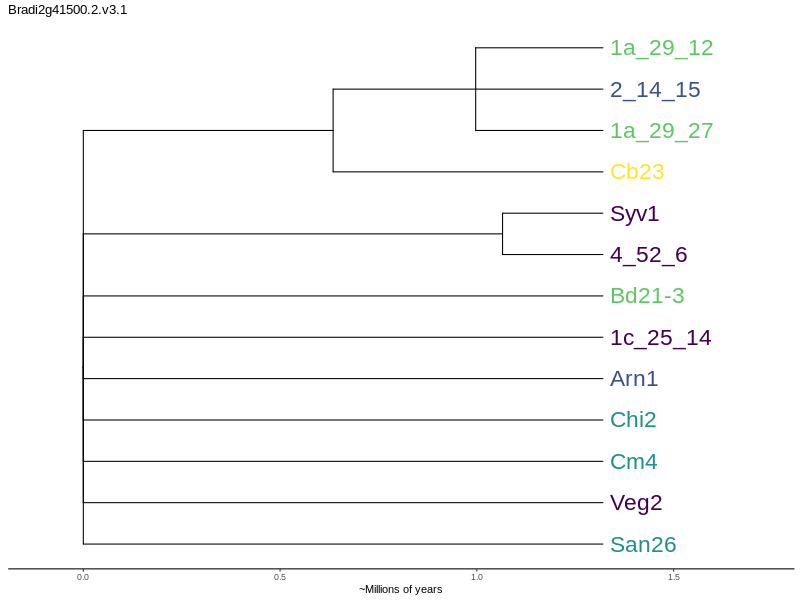 Bradi2g41500.2.v3.1
1a_29_12
2_14_15
1a_29_27
Cb23
Syv1
4_52_6
Bd21-3
1c_25_14
Arn1
Chi2
Cm4
Veg2
San26
0.0 0.5 1.0 1.5
~Millions of years